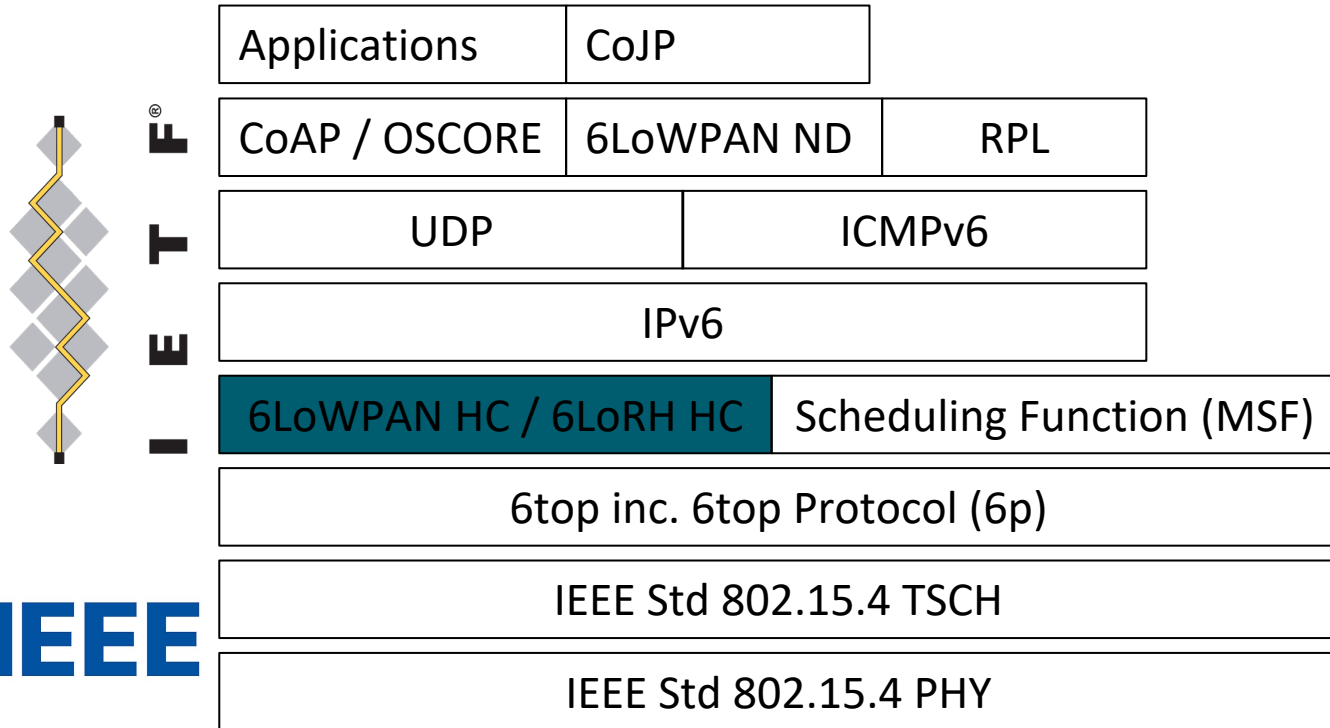 Applications CoJP
IETF®
CoAP / OSCORE 6LoWPAN ND RPL
UDP ICMPv6
IPv6
6LoWPAN HC / 6LoRH HC Scheduling Function (MSF)
6top inc. 6top Protocol (6p)
IEEE Std 802.15.4 TSCH
IEEE
IEEE Std 802.15.4 PHY